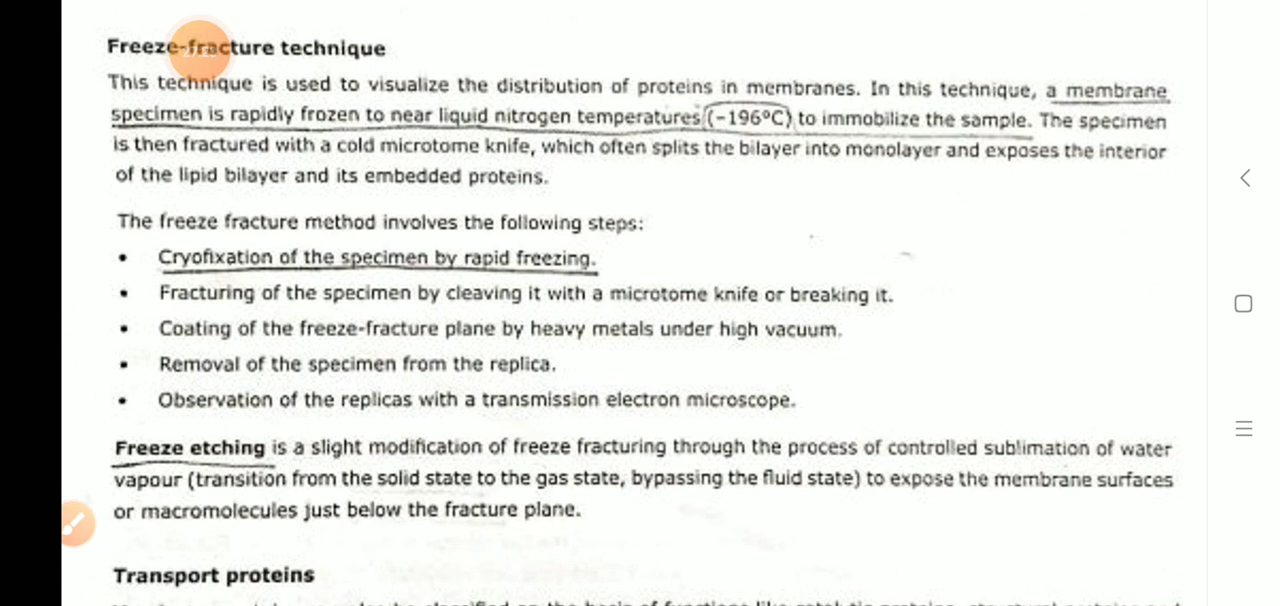 Freeze-fracture technique
This technique is used to visualize the distribution of proteins in membranes. In this technique, a membrane
specimen is rapidly frozen to near liquid nitrogen temperatures (−196°C) to immobilize the sample. The specimen
is then fractured with a cold microtome knife, which often splits the bilayer into monolayer and exposes the interior
of the lipid bilayer and its embedded proteins.
The freeze fracture method involves the following steps:
• Cryofixation of the specimen by rapid freezing.
• Fracturing of the specimen by cleaving it with a microtome knife or breaking it.
• Coating of the freeze-fracture plane by heavy metals under high vacuum.
• Removal of the specimen from the replica.
• Observation of the replicas with a transmission electron microscope.
Freeze etching is a slight modification of freeze fracturing through the process of controlled sublimation of water
vapour (transition from the solid state to the gas state, bypassing the fluid state) to expose the membrane surfaces
or macromolecules just below the fracture plane.
Transport proteins